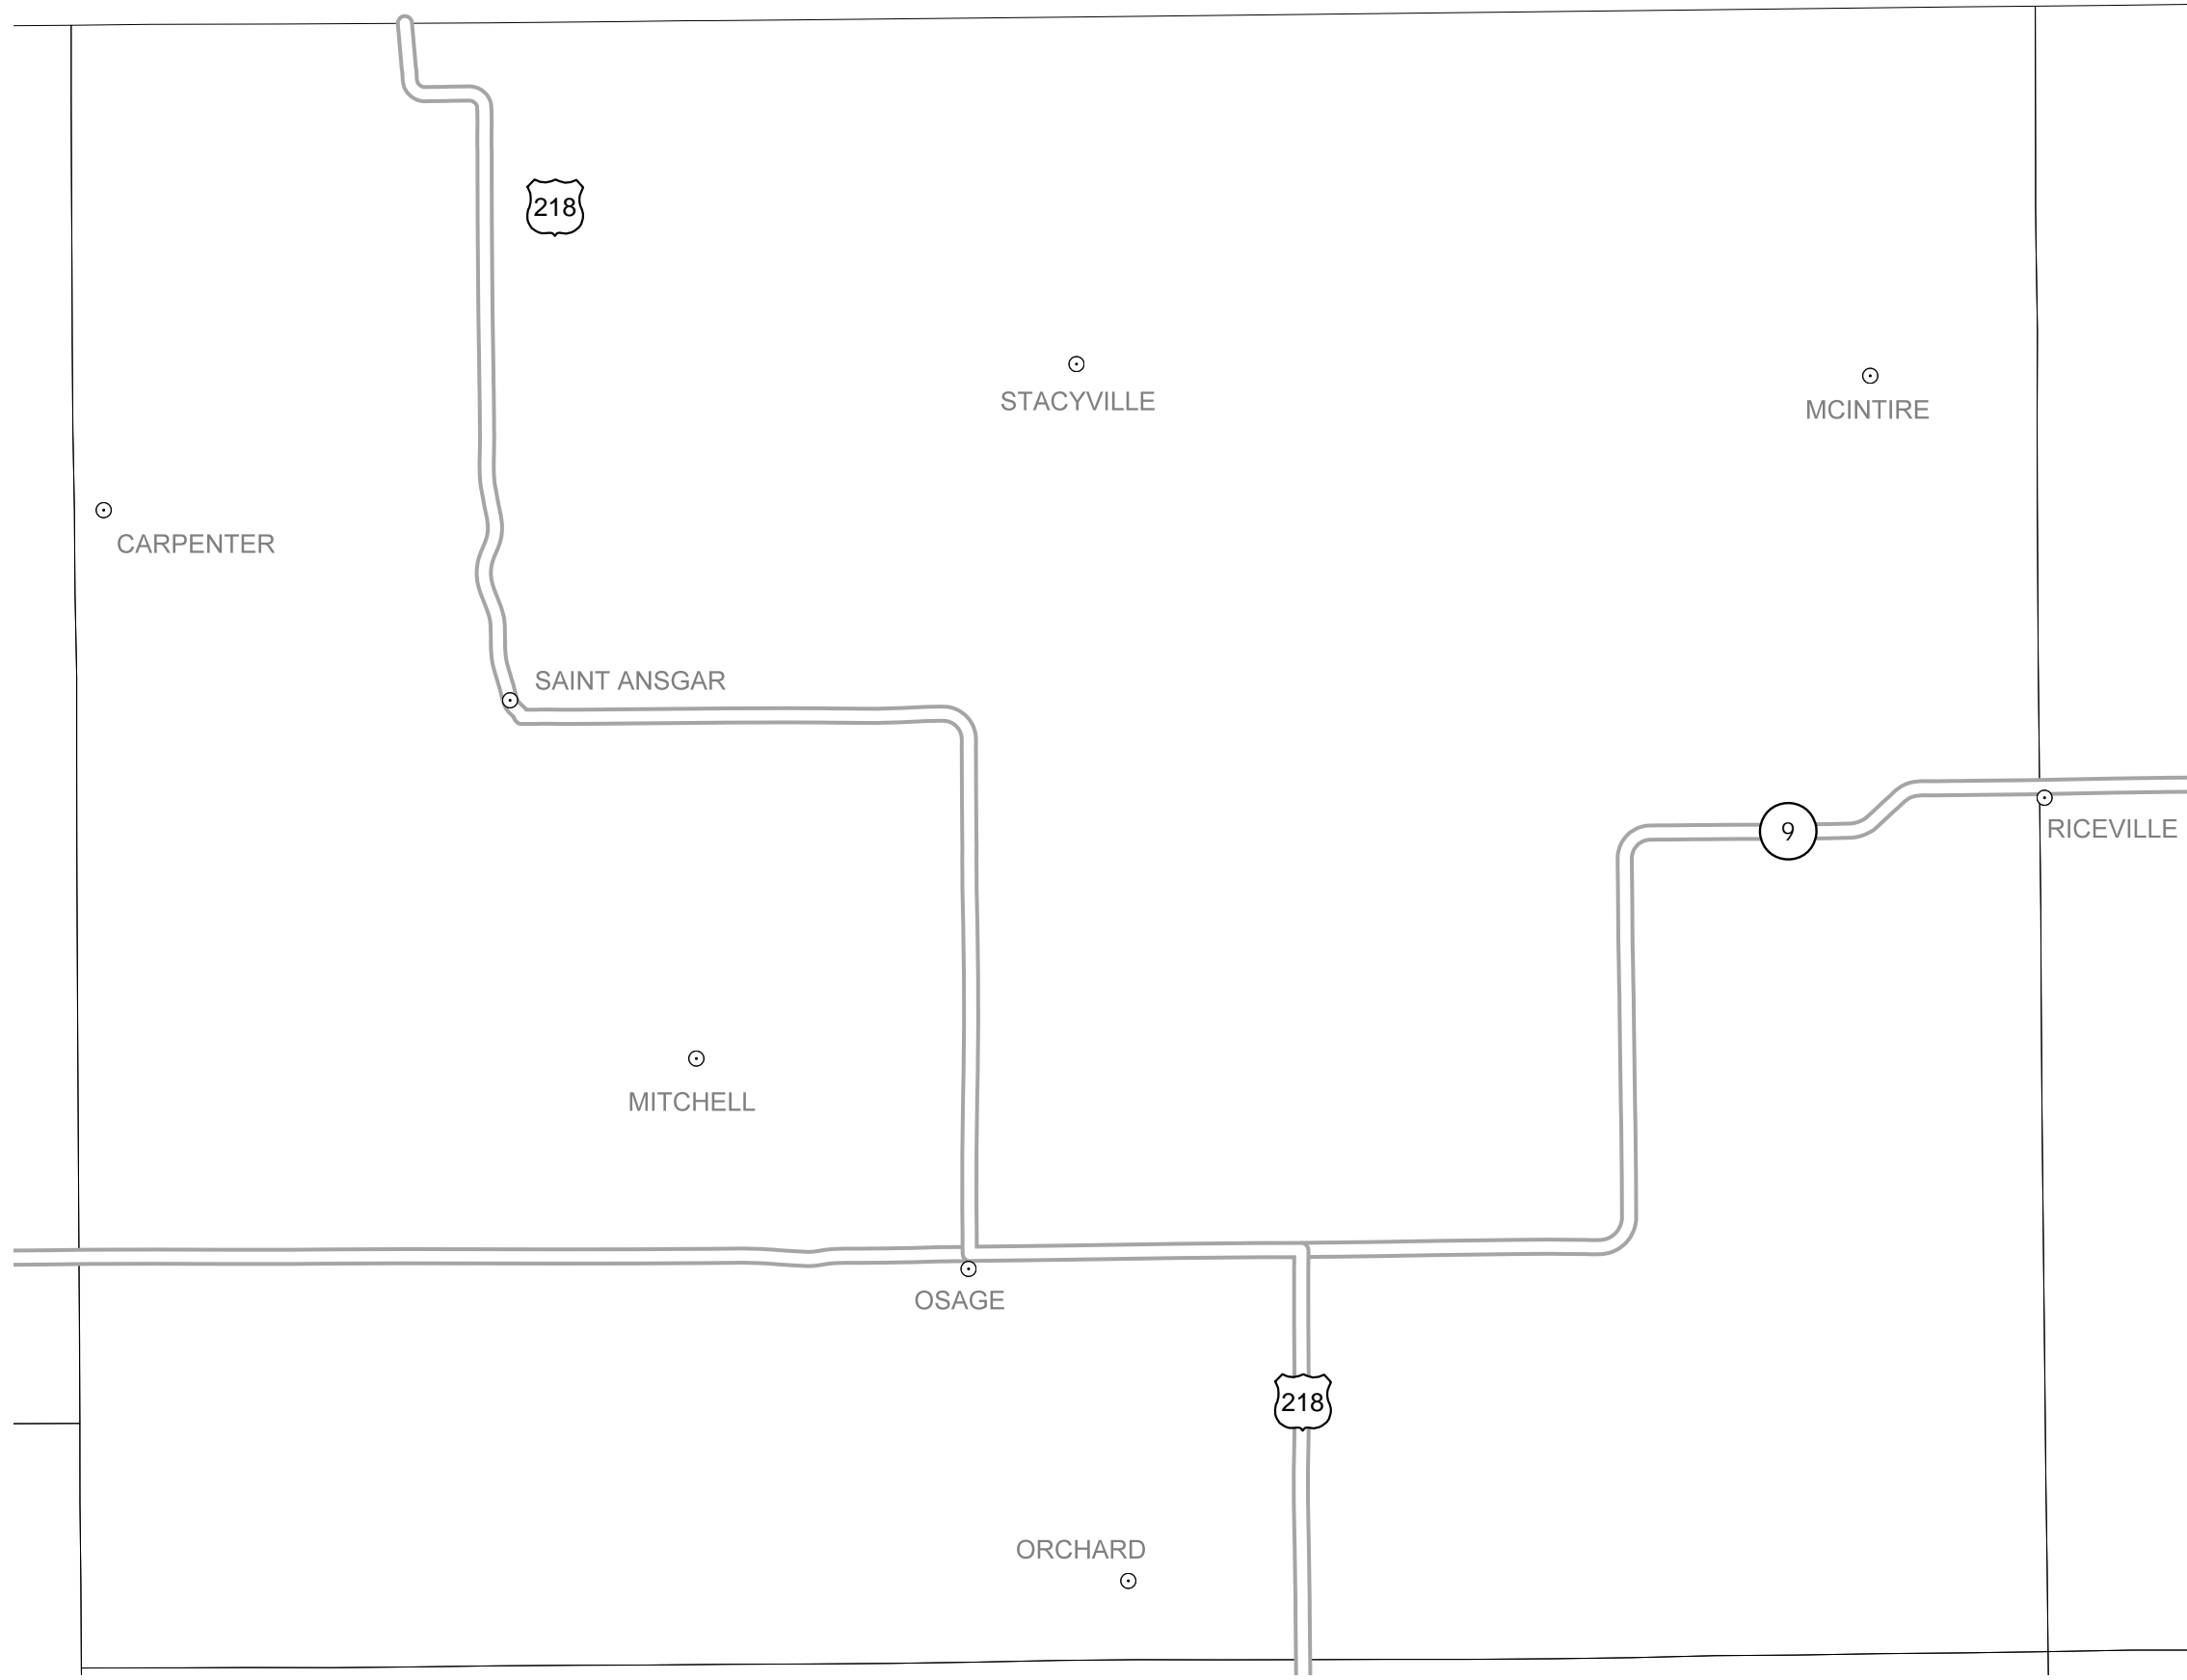 218
STACYVILLE
MCINTIRE
CARPENTER
SAINT ANSGAR
9
RICEVILLE
MITCHELL
OSAGE
218
ORCHARD